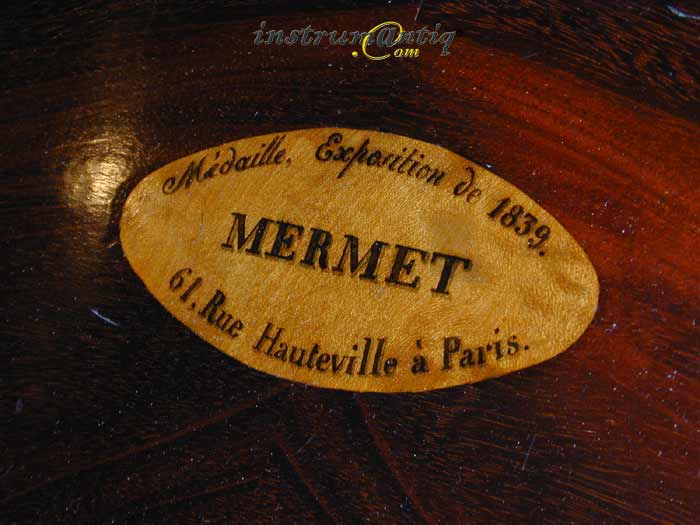 instrumantiq
.Com
Médaille, Exposition de 1839.
MERMET
61, Rue Hauteville à Paris.